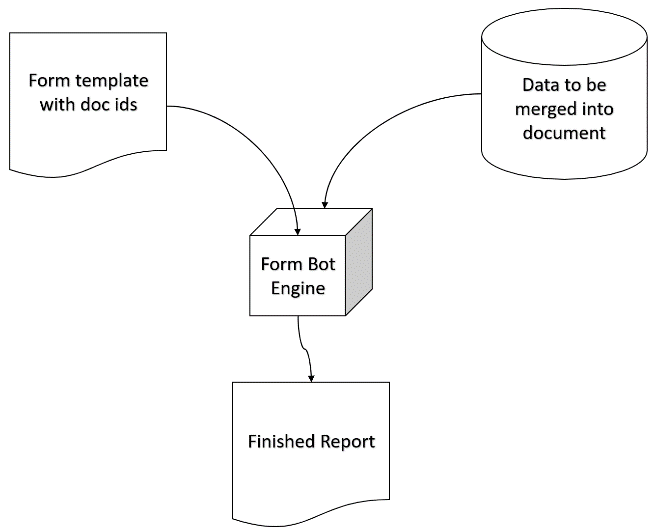 Form template
with doc ids
Data to be
merged into
document
Form Bot
Engine
Finished Report